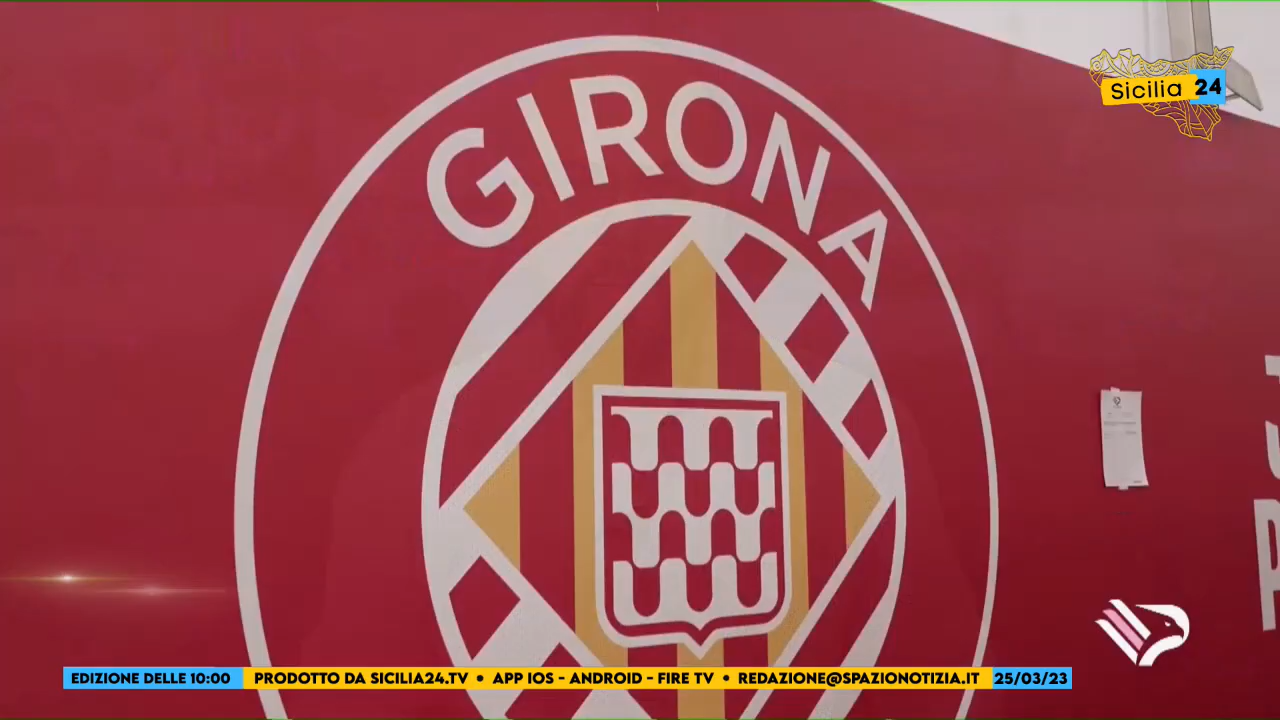 Sicilia 24
GIRONA
EDIZIONE DELLE 10:00 PRODOTTO DA SICILIA24.TV • APP IOS - ANDROID - FIRE TV • REDAZIONE@SPAZIONOTIZIA.IT 25/03/23